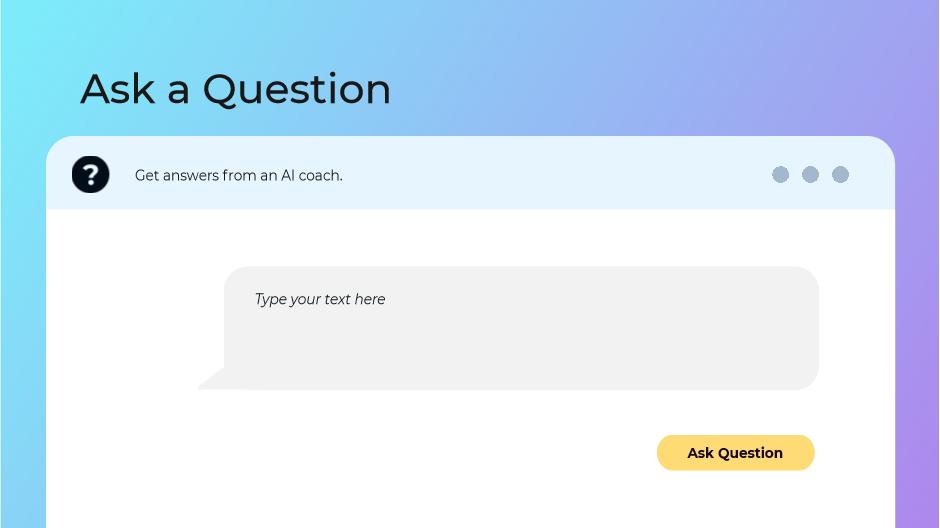 Ask a Question
?
Get answers from an AI coach.
Type your text here
Ask Question